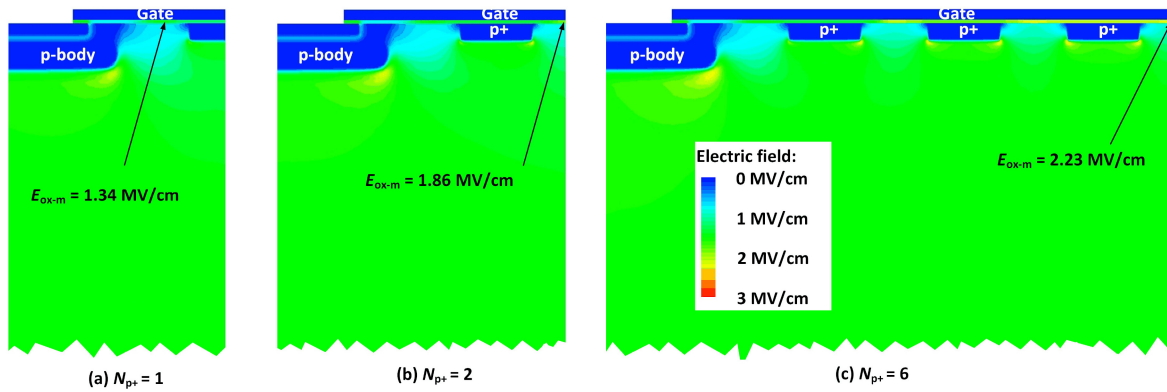 Gate
p-body
E_ox-m = 1.34 MV/cm
(a) N_p+ = 1
Gate
p+
p-body
E_ox-m = 1.86 MV/cm
(b) N_p+ = 2
Gate
p+ p+ p+
p-body
Electric field:
0 MV/cm
1 MV/cm
2 MV/cm
3 MV/cm
E_ox-m = 2.23 MV/cm
(c) N_p+ = 6